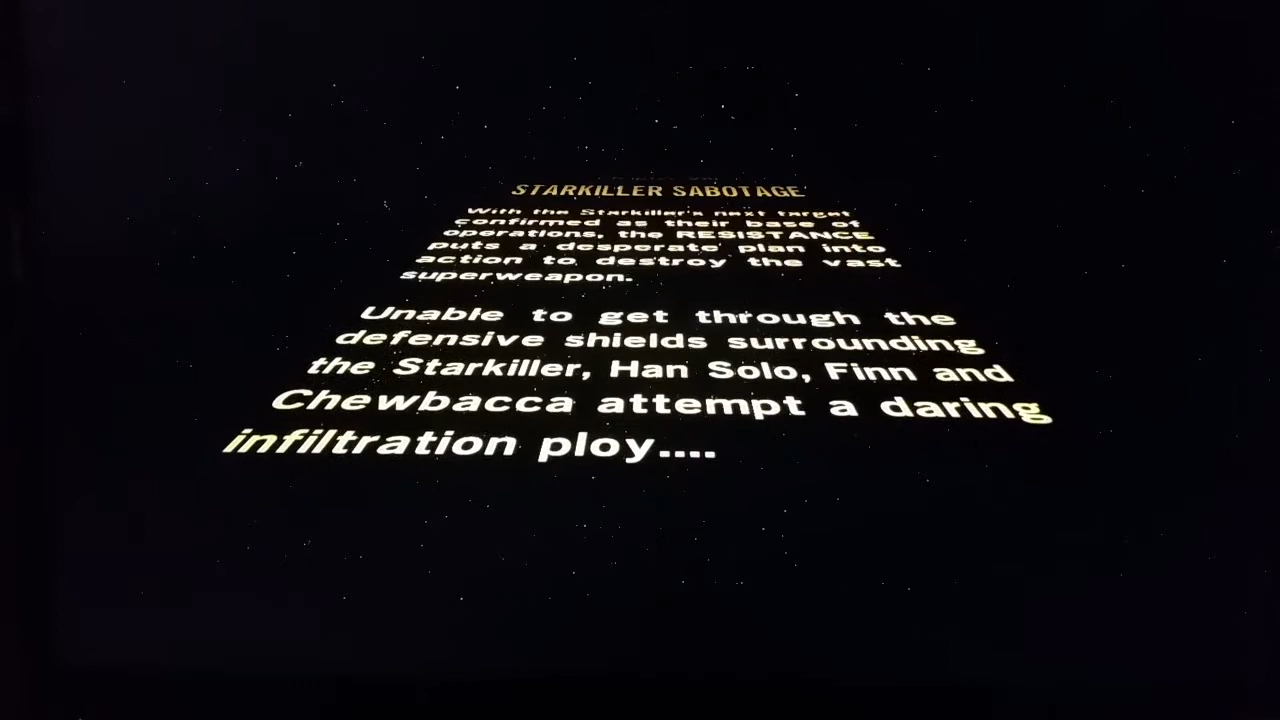 STARKILLER SABOTAGE
With the Starkiller's next target
confirmed as their base of
operations, the RESISTANCE
puts a desperate plan into
action to destroy the vast
superweapon.
Unable to get through the
defensive shields surrounding
the Starkiller, Han Solo, Finn and
Chewbacca attempt a daring
infiltration ploy....